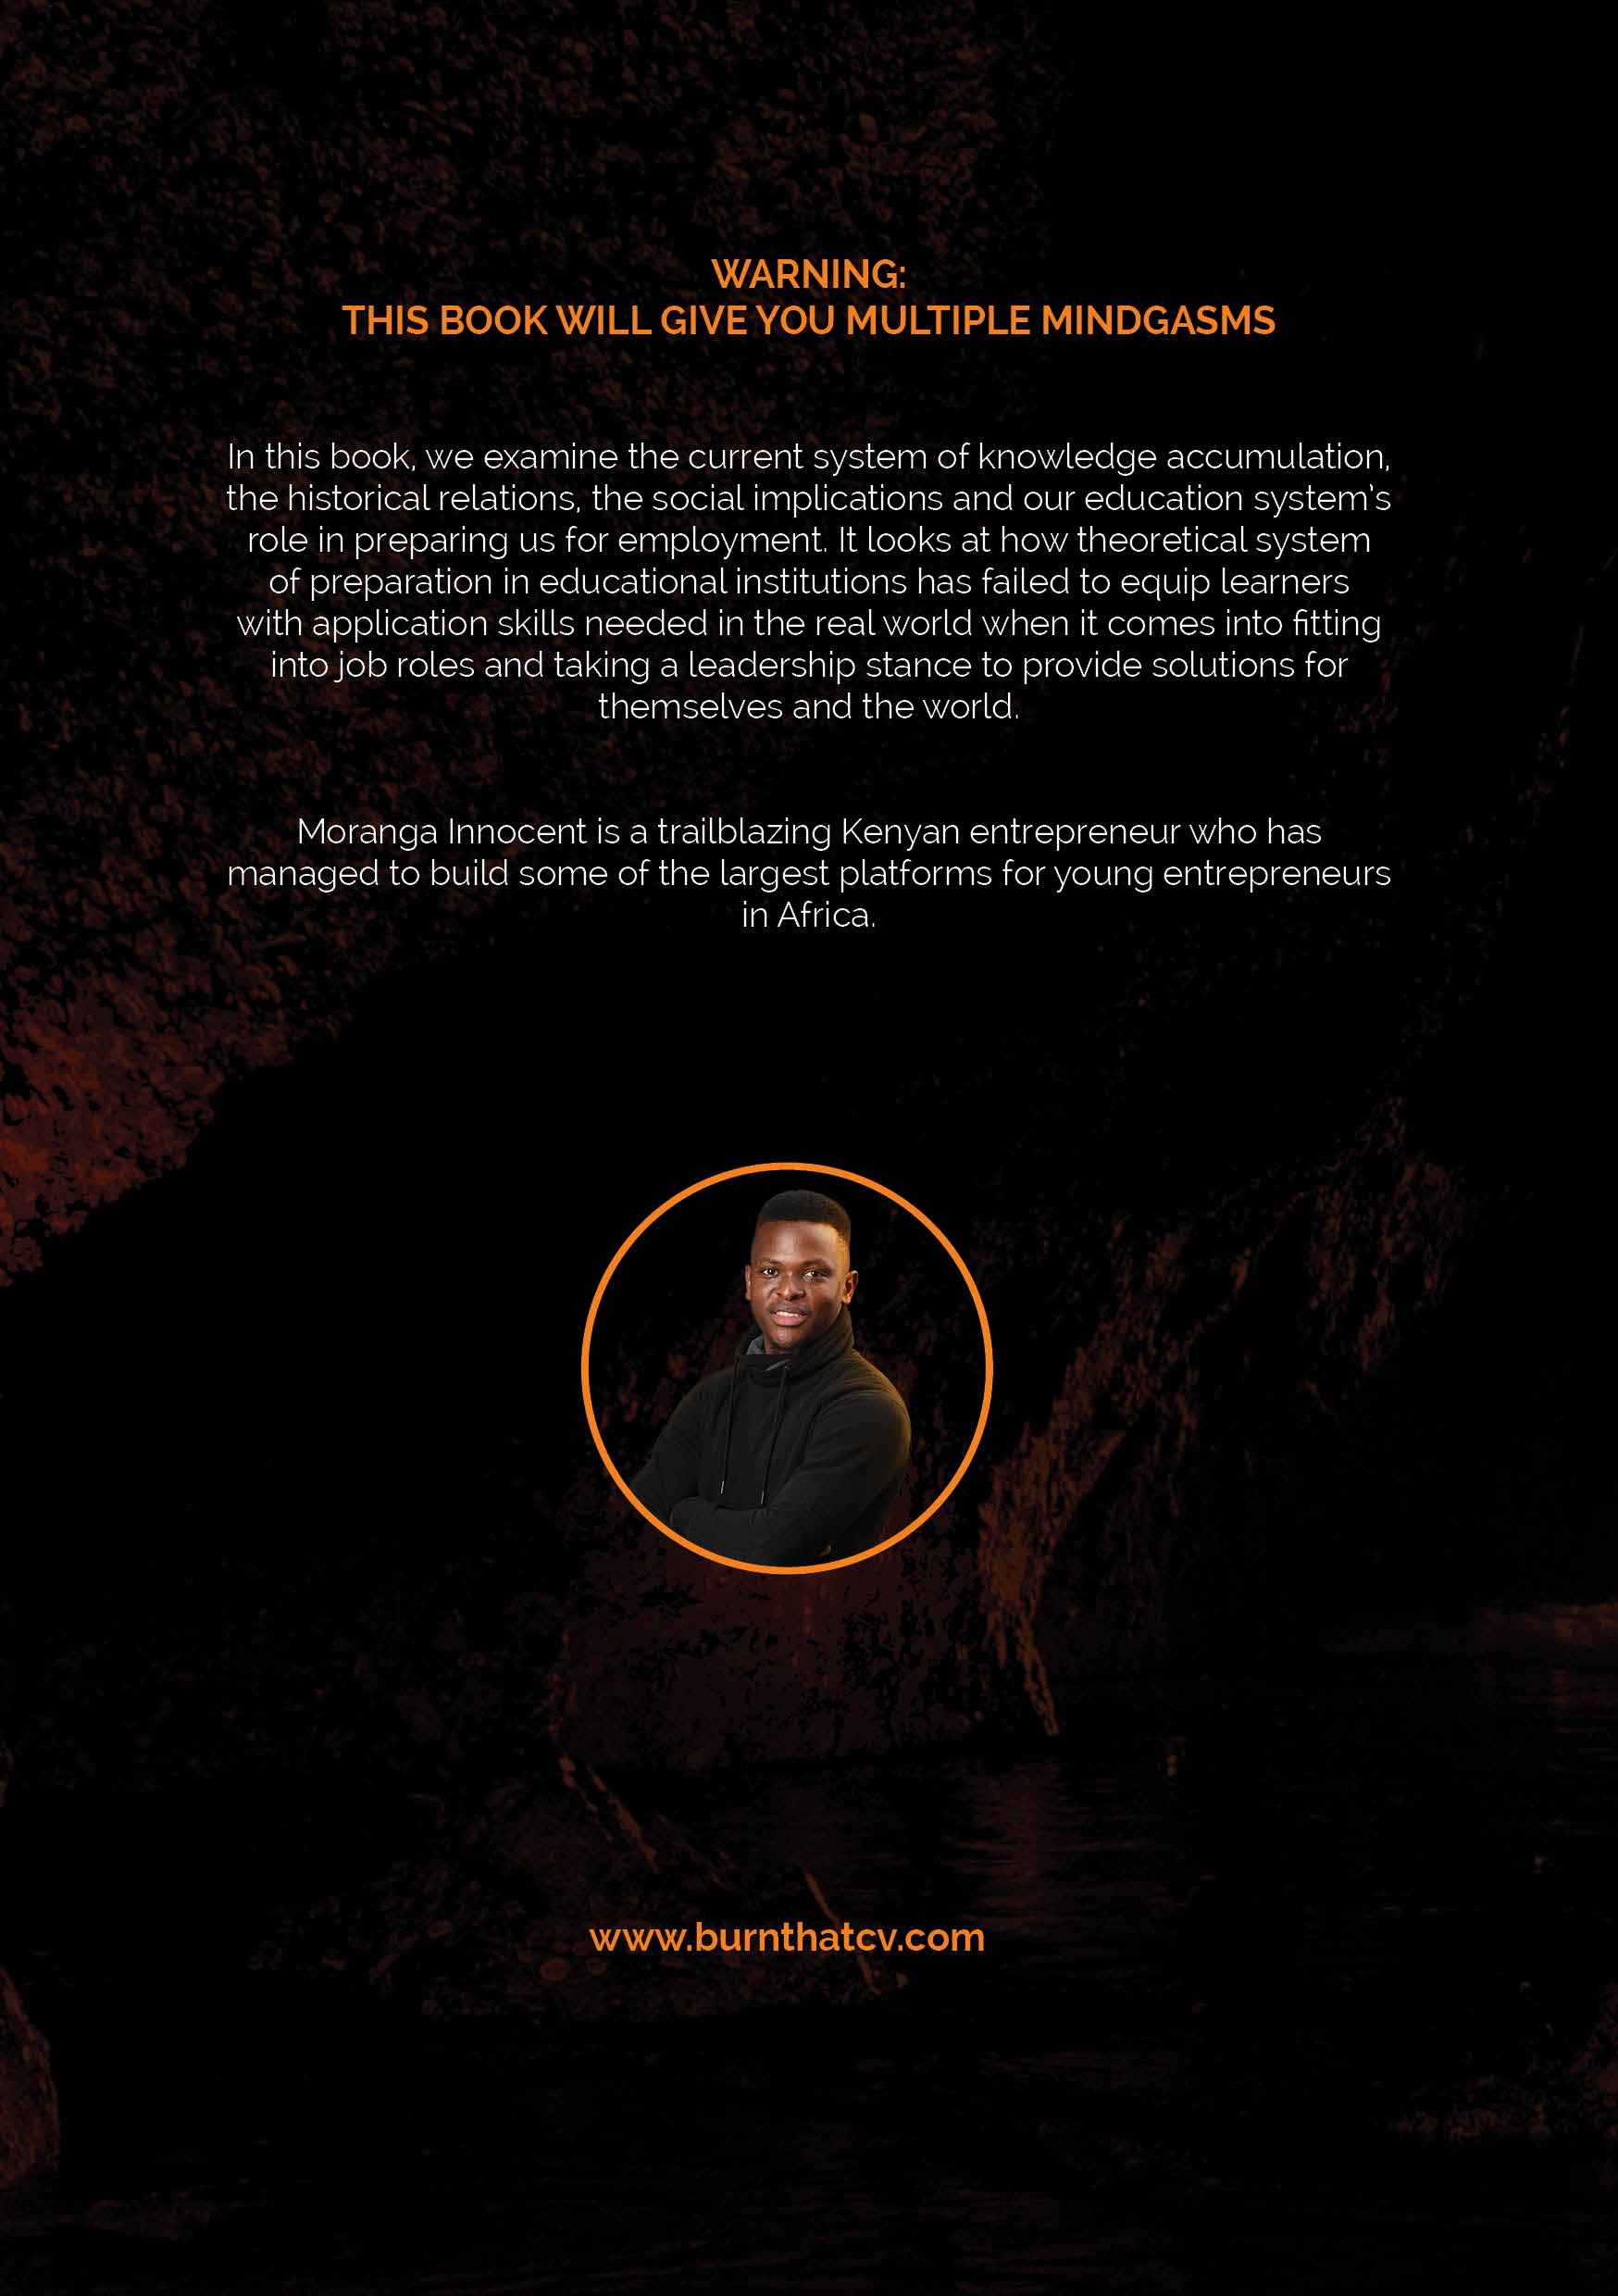 WARNING:
THIS BOOK WILL GIVE YOU MULTIPLE MINDGASMS
In this book, we examine the current system of knowledge accumulation,
the historical relations, the social implications and our education system's
role in preparing us for employment. It looks at how theoretical system
of preparation in educational institutions has failed to equip learners
with application skills needed in the real world when it comes into fitting
into job roles and taking a leadership stance to provide solutions for
themselves and the world.
Moranga Innocent is a trailblazing Kenyan entrepreneur who has
managed to build some of the largest platforms for young entrepreneurs
in Africa.
www.burnthatcv.com